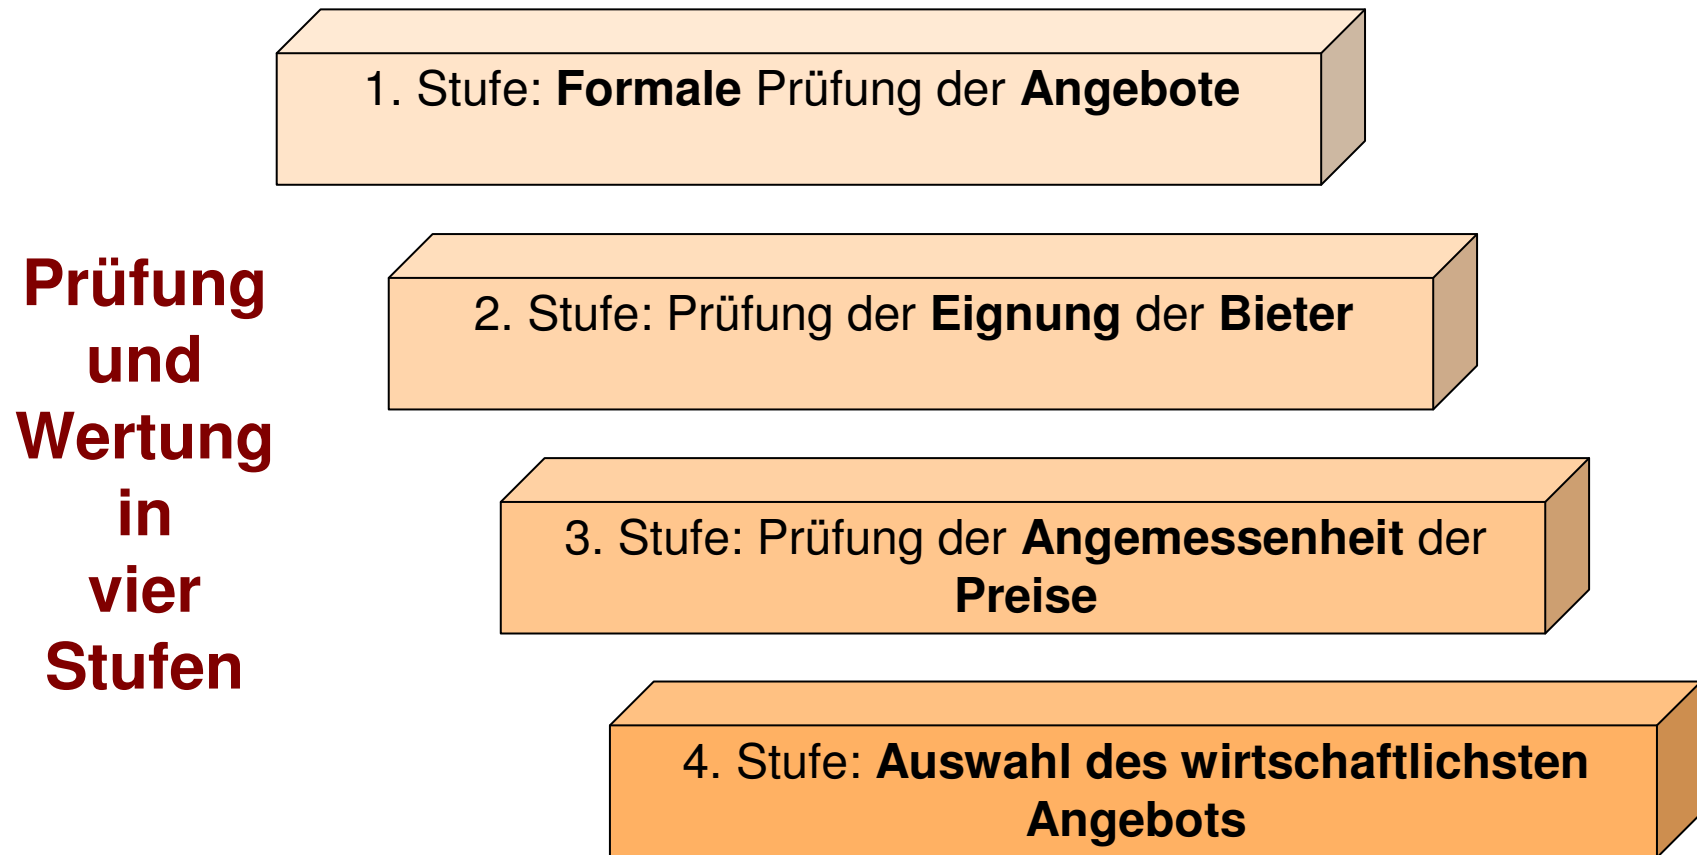 Prüfung
und
Wertung
in
vier
Stufen
1. Stufe: Formale Prüfung der Angebote
2. Stufe: Prüfung der Eignung der Bieter
3. Stufe: Prüfung der Angemessenheit der
Preise
4. Stufe: Auswahl des wirtschaftlichsten
Angebots